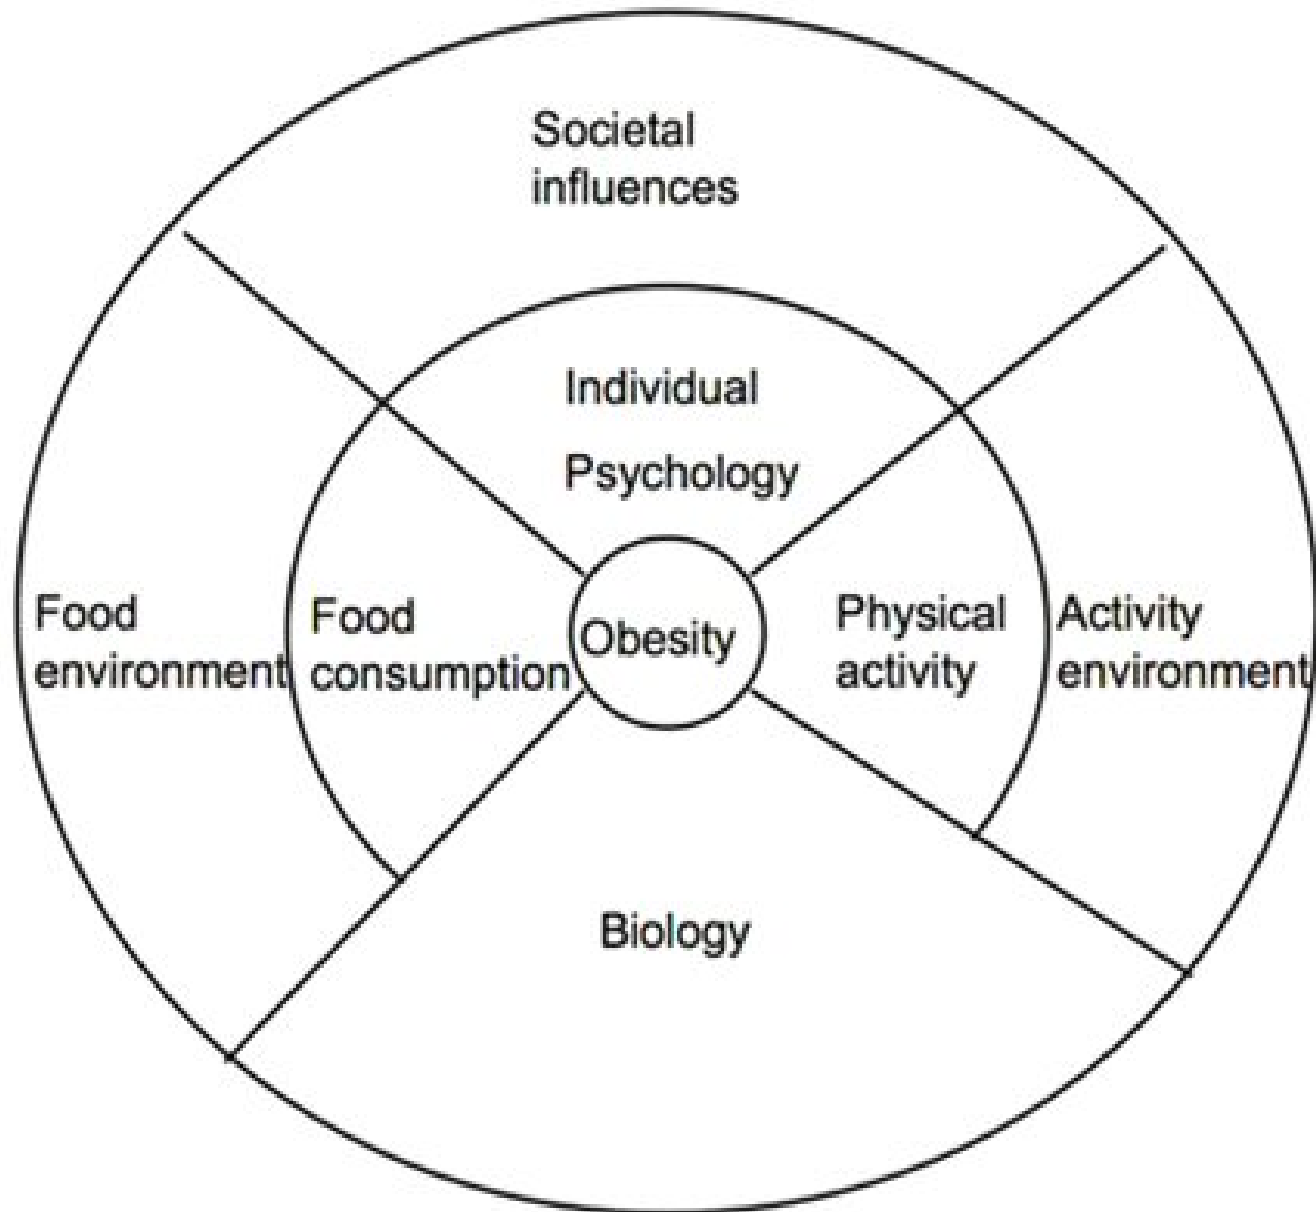 Societal
influences
Individual
Psychology
Food
environment
Food
consumption
Obesity
Physical
activity
Activity
environment
Biology